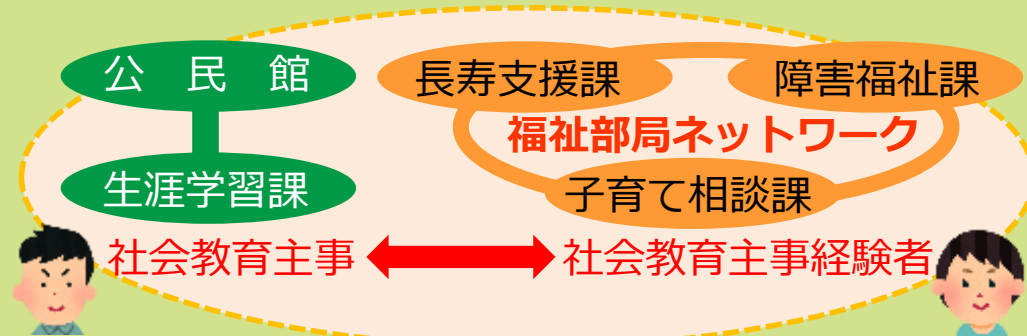 公　民　館
生涯学習課
社会教育主事
長寿支援課
障害福祉課
福祉部局ネットワーク
子育て相談課
社会教育主事経験者